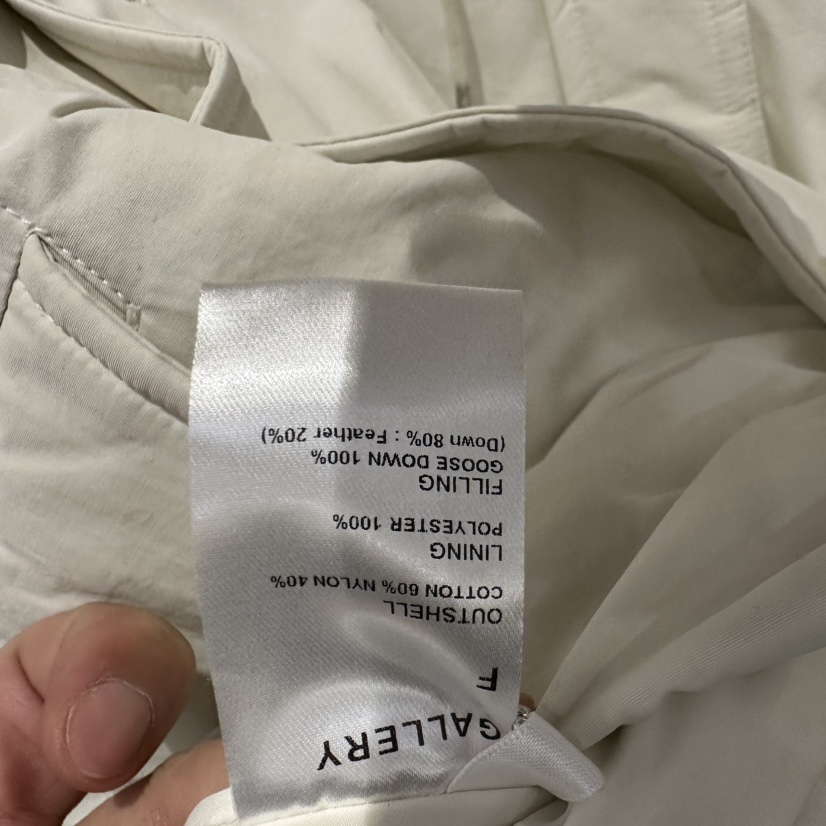 GALLERY
F
OUTSHELL
COTTON 60% NYLON 40%
LINING
POLYESTER 100%
FILLING
GOOSE DOWN 100%
(Down 80% : Feather 20%)